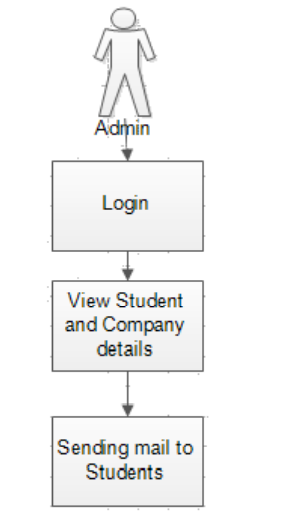 Admin
Login
View Student
and Company
details
Sending mail to
Students